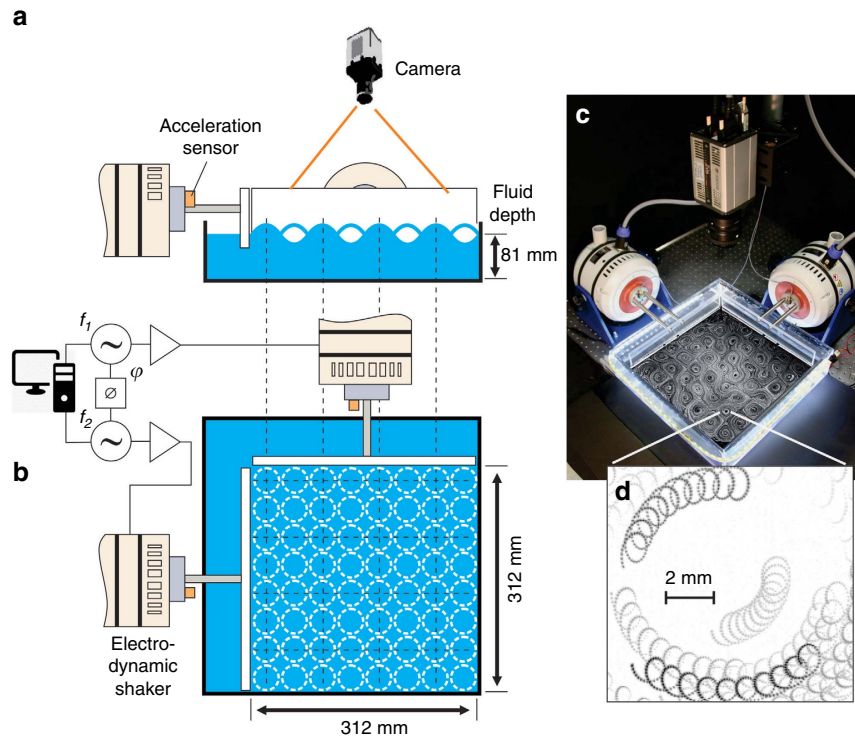 a
Camera
Acceleration
sensor
Fluid
depth
81 mm
c
f1
φ
∅
f2
b
312 mm
Electro-
dynamic
shaker
312 mm
d
2 mm